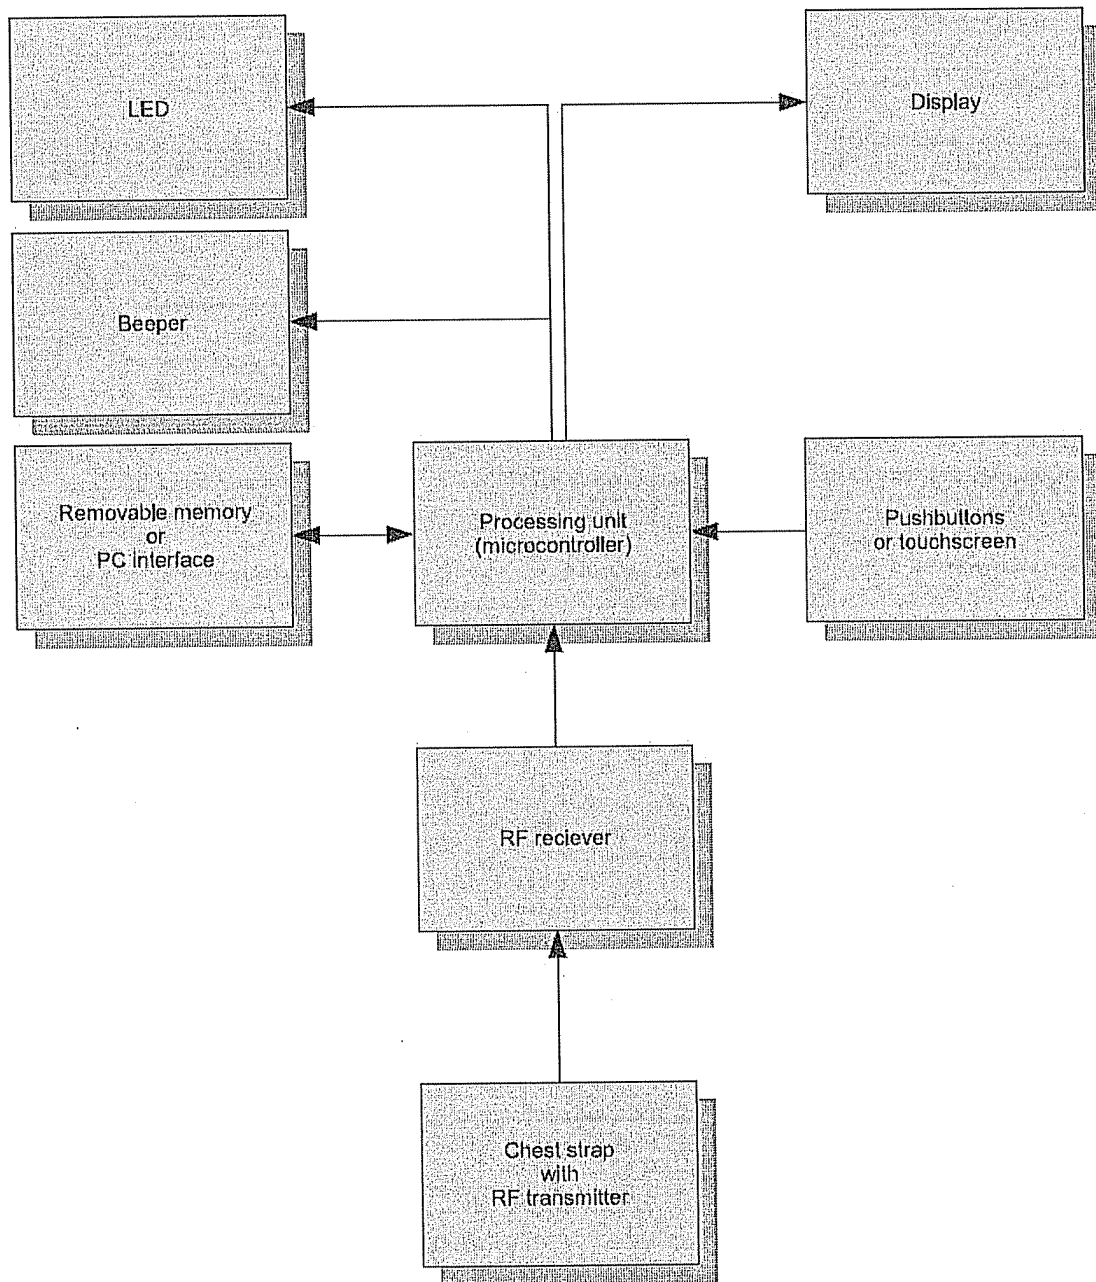 LED
Display
Beeper
Removable memory
or
PC interface
Processing unit
(microcontroller)
Pushbuttons
or touchscreen
RF reciever
Chest strap
with
RF transmitter